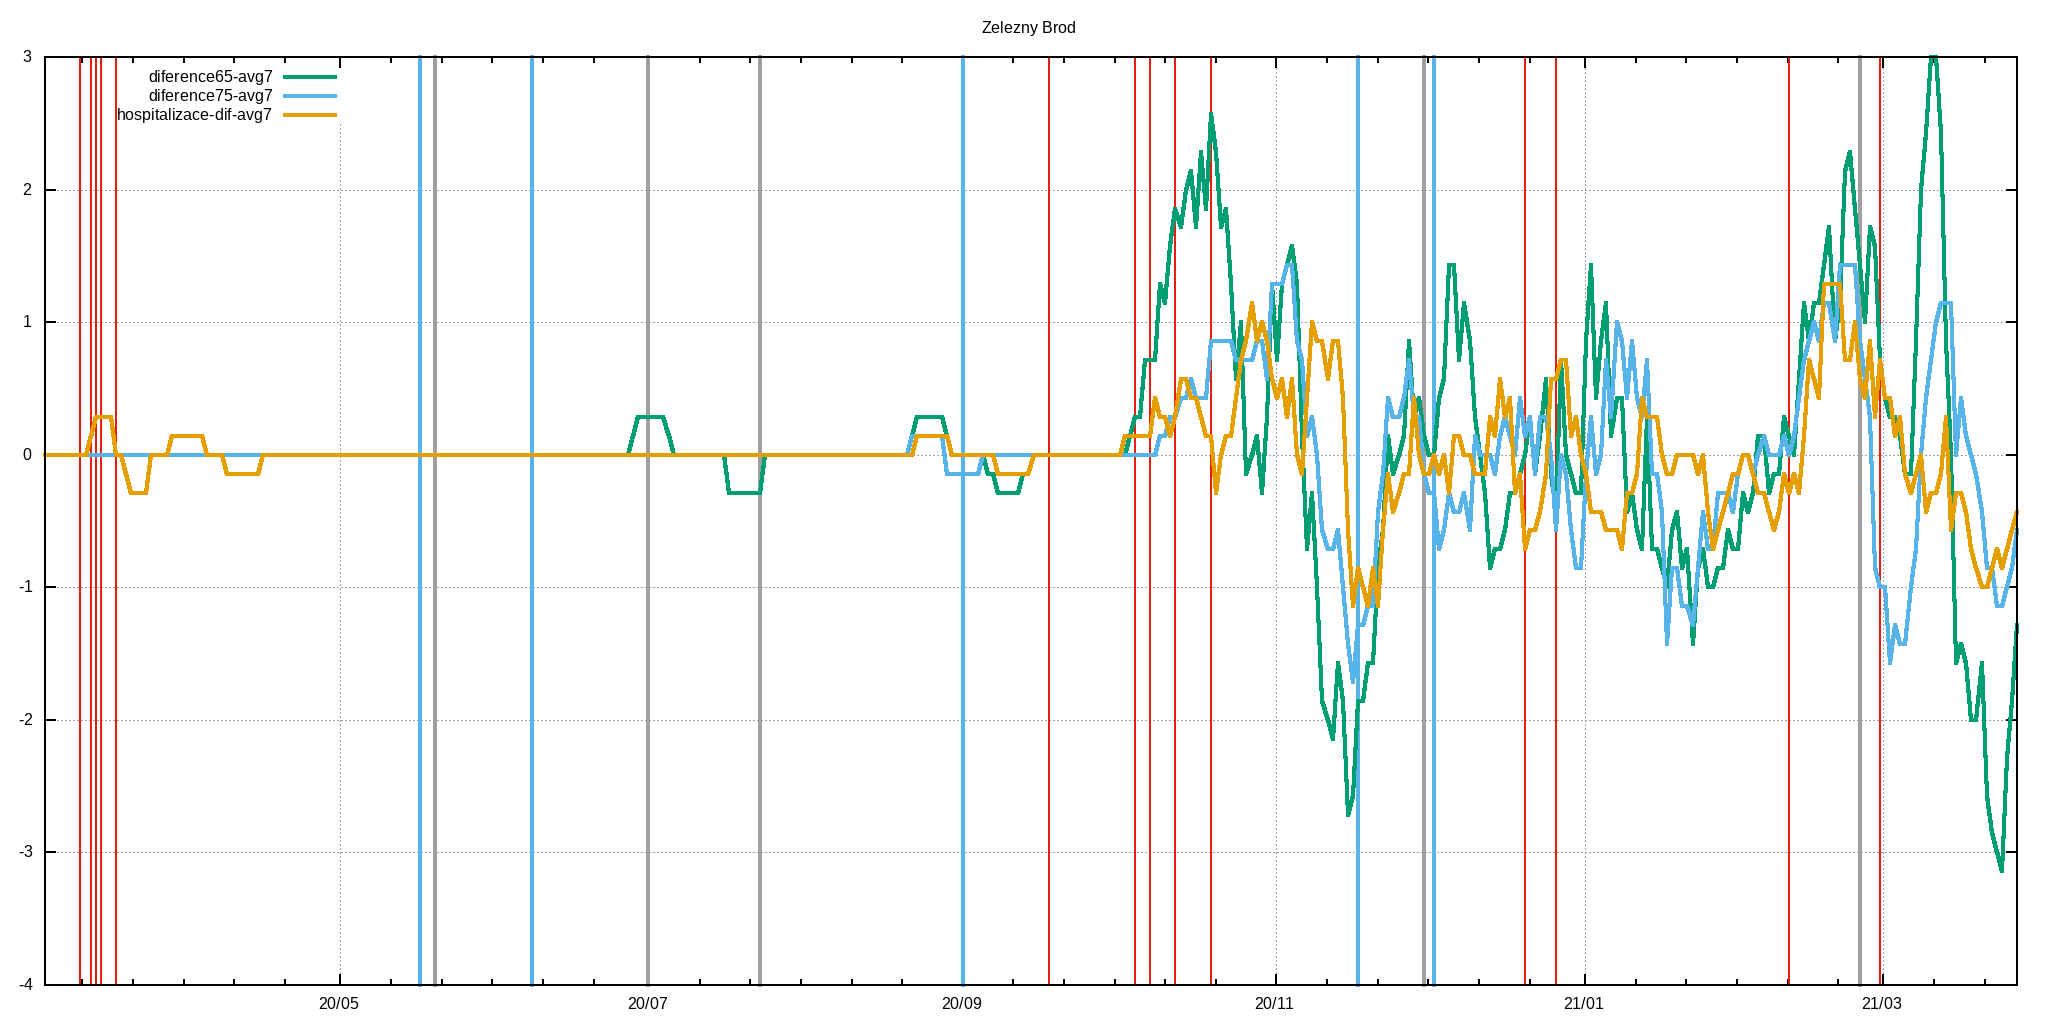 Zelezny Brod
diference65-avg7
diference75-avg7
hospitalizace-dif-avg7
3
2
1
0
-1
-2
-3
-4
20/05 20/07 20/09 20/11 21/01 21/03